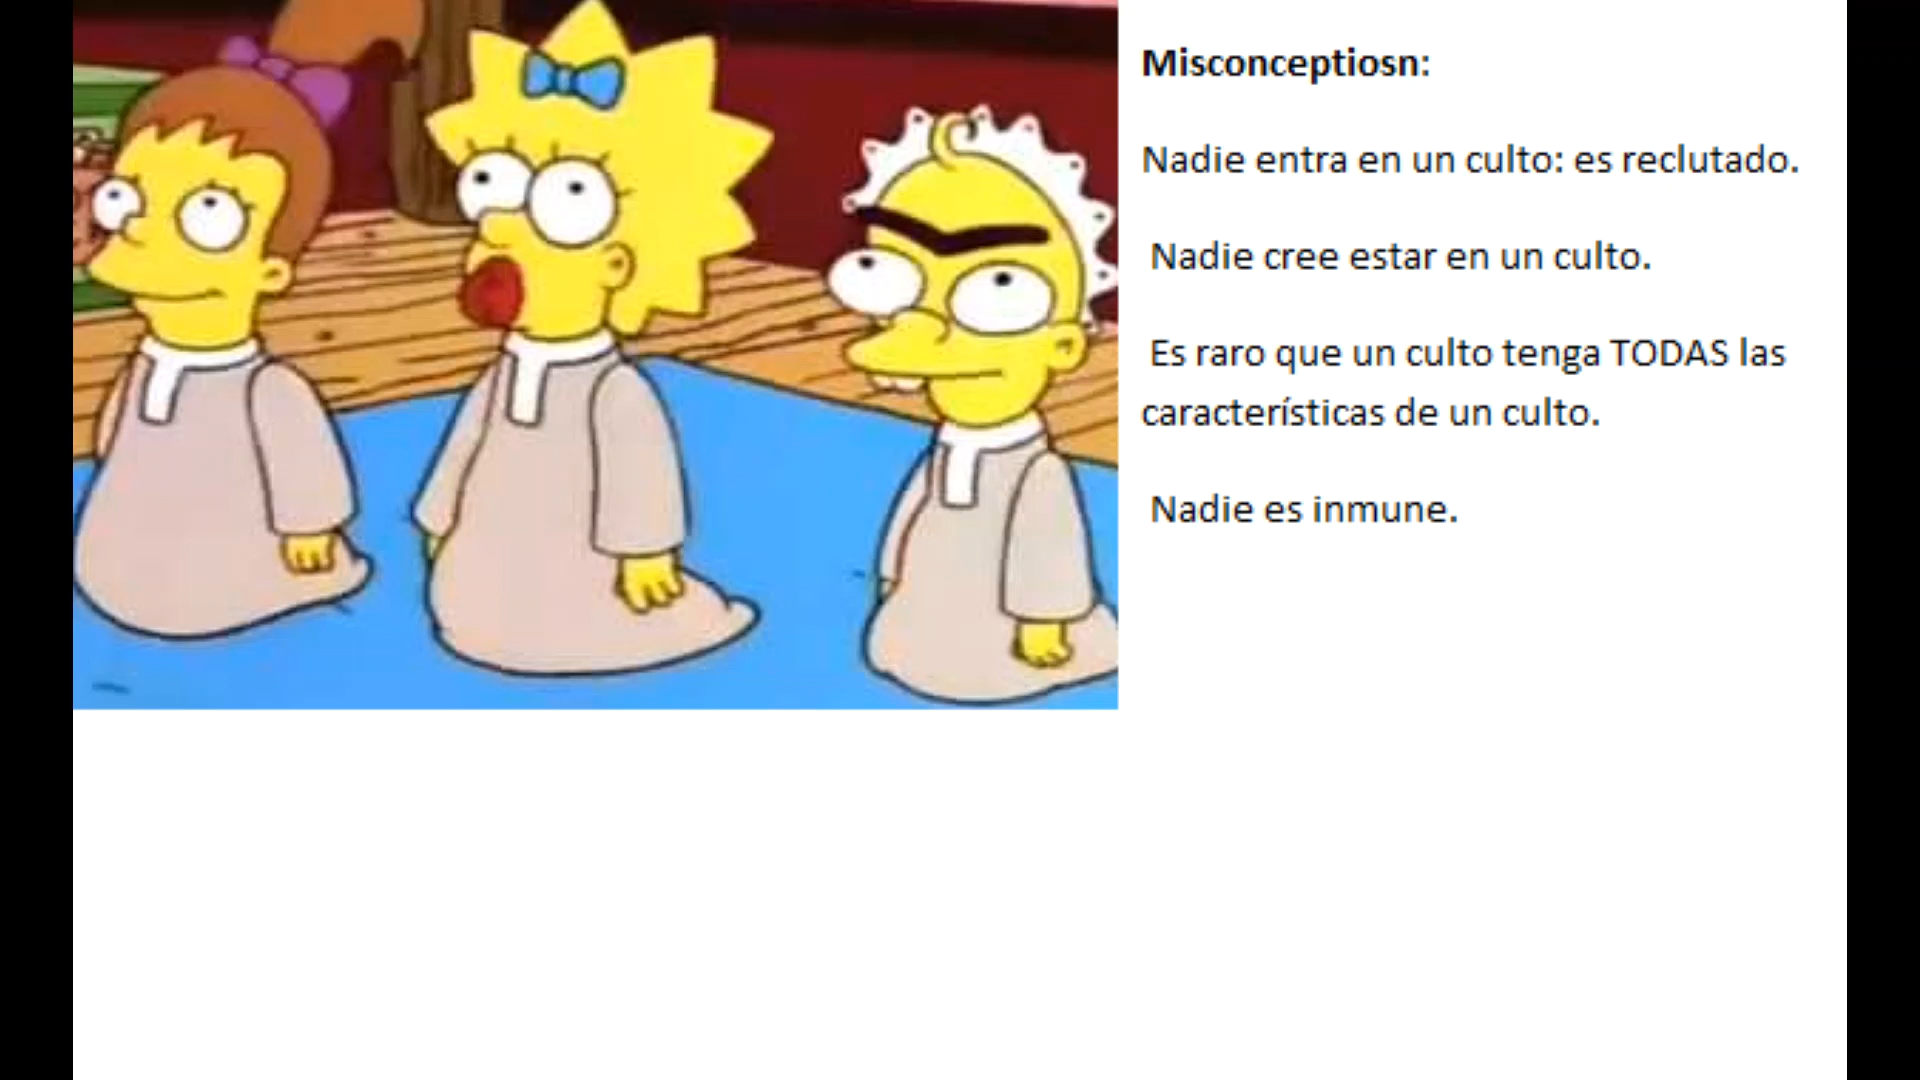 Misconceptiosn:
Nadie entra en un culto: es reclutado.
Nadie cree estar en un culto.
Es raro que un culto tenga TODAS las
características de un culto.
Nadie es inmune.